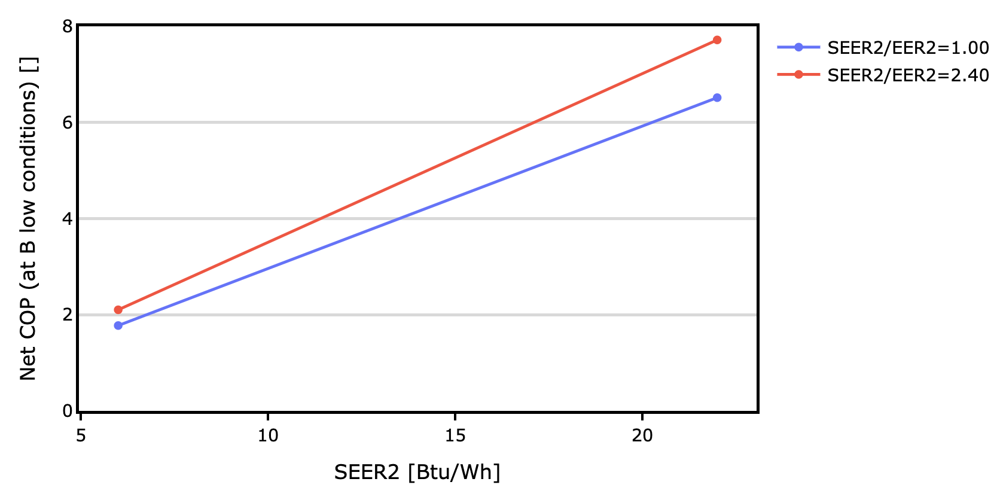 8
6
4
2
0
5
10
15
20
Net COP (at B low conditions) []
SEER2 [Btu/Wh]
SEER2/EER2=1.00
SEER2/EER2=2.40